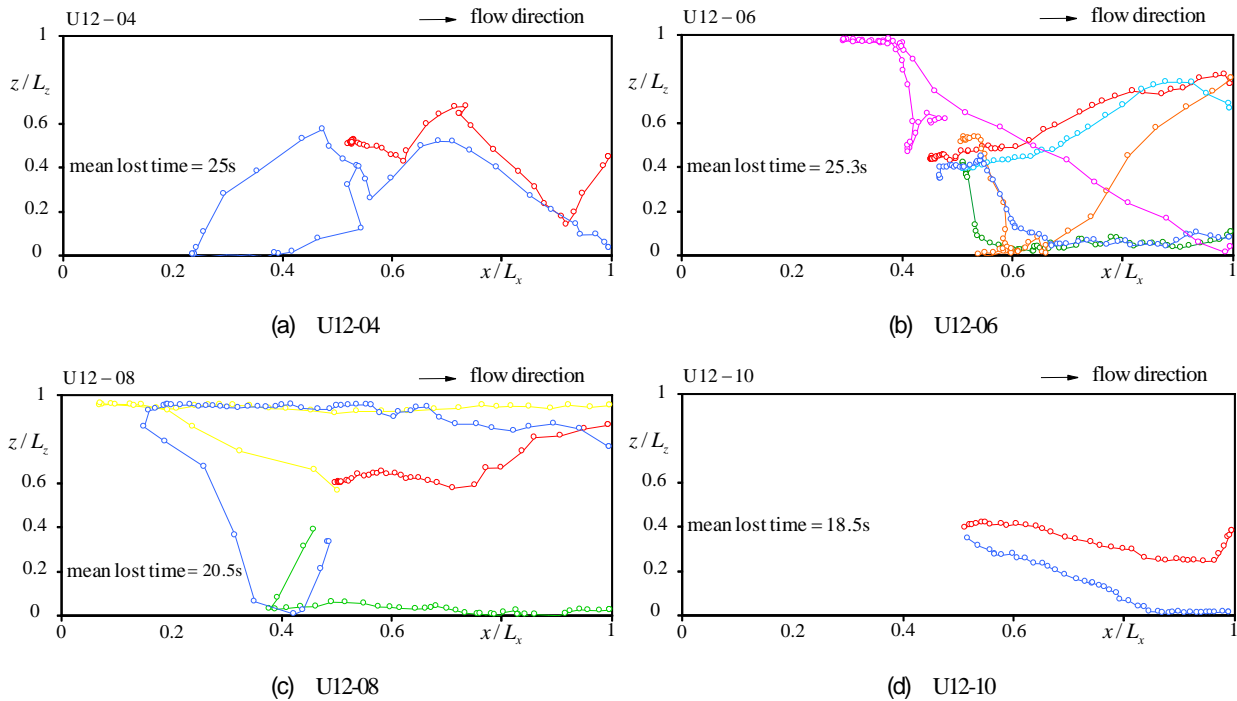 U12 – 04
flow direction
1
z / L_z
0.6
0.4
mean lost time = 25s
0.2
0
0
0.2
0.4
0.6
x / L_x
1
(a) U12-04
U12 – 06
flow direction
1
z / L_z
0.6
0.4
mean lost time = 25.3s
0.2
0
0
0.2
0.4
0.6
x / L_x
1
(b) U12-06
U12 – 08
flow direction
1
z / L_z
0.6
0.4
0.2
mean lost time = 20.5s
0
0
0.2
0.4
0.6
x / L_x
1
(c) U12-08
U12 – 10
flow direction
1
z / L_z
0.6
0.4
mean lost time = 18.5s
0.2
0
0
0.2
0.4
0.6
x / L_x
1
(d) U12-10